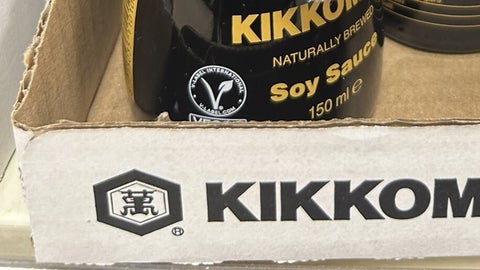 KIKKOM
NATURALLY BREWED
Soy Sauce
150 ml e
V-LABEL INTERNATIONAL
V-LABEL.COM
萬
KIKKOM
®